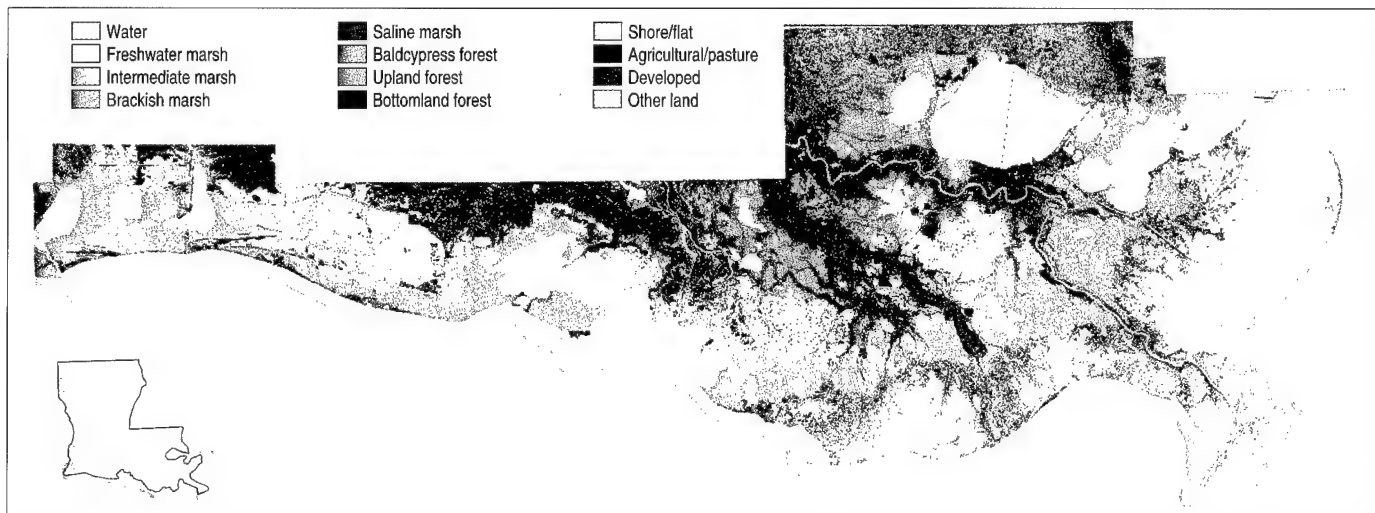 Water
Freshwater marsh
Intermediate marsh
Brackish marsh
Saline marsh
Baldcypress forest
Upland forest
Bottomland forest
Shore/flat
Agricultural/pasture
Developed
Other land